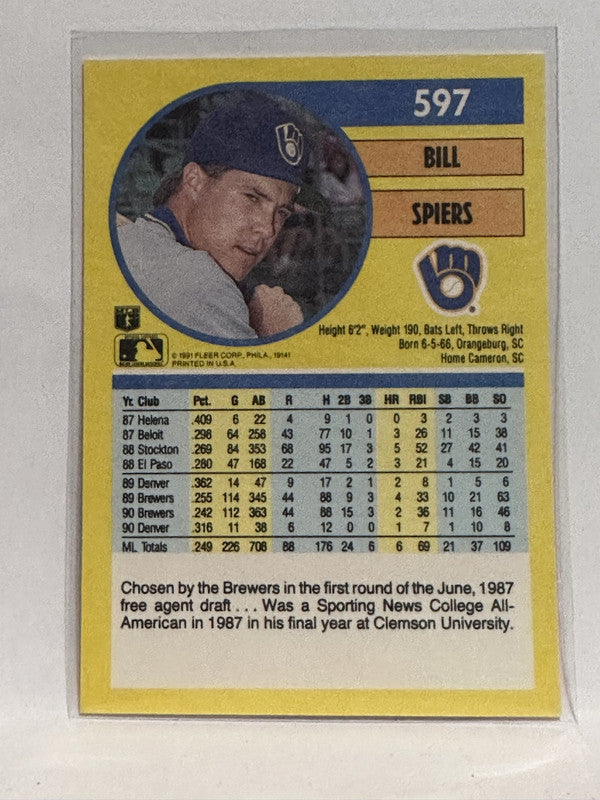 597
BILL
SPIERS
Height 6'2", Weight 190, Bats Left, Throws Right
Born 6-5-66, Orangeburg, SC
Home Cameron, SC
© 1991 FLEER CORP., PHILA., 19141
PRINTED IN U.S.A.
Yr. Club Pct. G AB R H 2B 3B HR RBI SB BB SO
87 Helena .409 6 22 4 9 1 0 0 3 2 3 3
87 Beloit .298 64 258 43 77 10 1 3 26 11 15 38
88 Stockton .269 84 353 68 95 17 3 5 52 27 42 41
88 El Paso .280 47 168 22 47 5 2 3 21 4 15 20
89 Denver .362 14 47 9 17 2 1 2 8 1 5 6
89 Brewers .255 114 345 44 88 9 3 4 33 10 21 63
90 Brewers .242 112 363 44 88 15 3 2 36 11 16 46
90 Denver .316 11 38 6 12 0 0 1 7 1 10 8
ML Totals .249 226 708 88 176 24 6 6 69 21 37 109
Chosen by the Brewers in the first round of the June, 1987
free agent draft . . . Was a Sporting News College All-
American in 1987 in his final year at Clemson University.